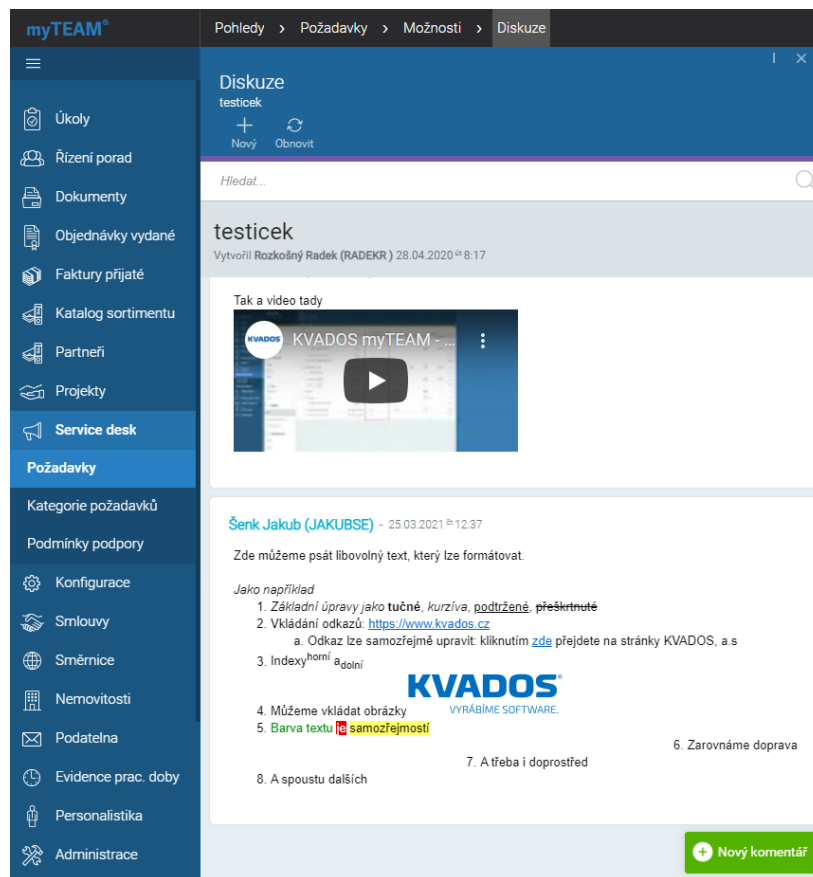 myTEAM®
Pohledy > Požadavky > Možnosti > Diskuze
Diskuze
testicek
Nový Obnovit
Úkoly
Řízení porad
Dokumenty
Objednávky vydané
Faktury přijaté
Katalog sortimentu
Partneři
Projekty
Service desk
Požadavky
Kategorie požadavků
Podmínky podpory
Konfigurace
Smlouvy
Směrnice
Nemovitosti
Podatelna
Evidence prac. doby
Personalistika
Administrace
Hledat...
testicek
Vytvořil Rozkošný Radek (RADEKR ) 28.04.2020 út 8:17
Tak a video tady
KVADOS
KVADOS myTEAM - ...
Šenk Jakub (JAKUBSE) - 25.03.2021 čt 12:37
Zde můžeme psát libovolný text, který lze formátovat.
Jako například
1. Základní úpravy jako tučné, kurzíva, podtržené, přeškrtnuté
2. Vkládání odkazů: https://www.kvados.cz
a. Odkaz lze samozřejmě upravit: kliknutím zde přejdete na stránky KVADOS, a.s
3. Indexy horní a dolní
KVADOS®
4. Můžeme vkládat obrázky VYRÁBÍME SOFTWARE.
5. Barva textu je samozřejmostí
6. Zarovnáme doprava
7. A třeba i doprostřed
8. A spoustu dalších
Nový komentář